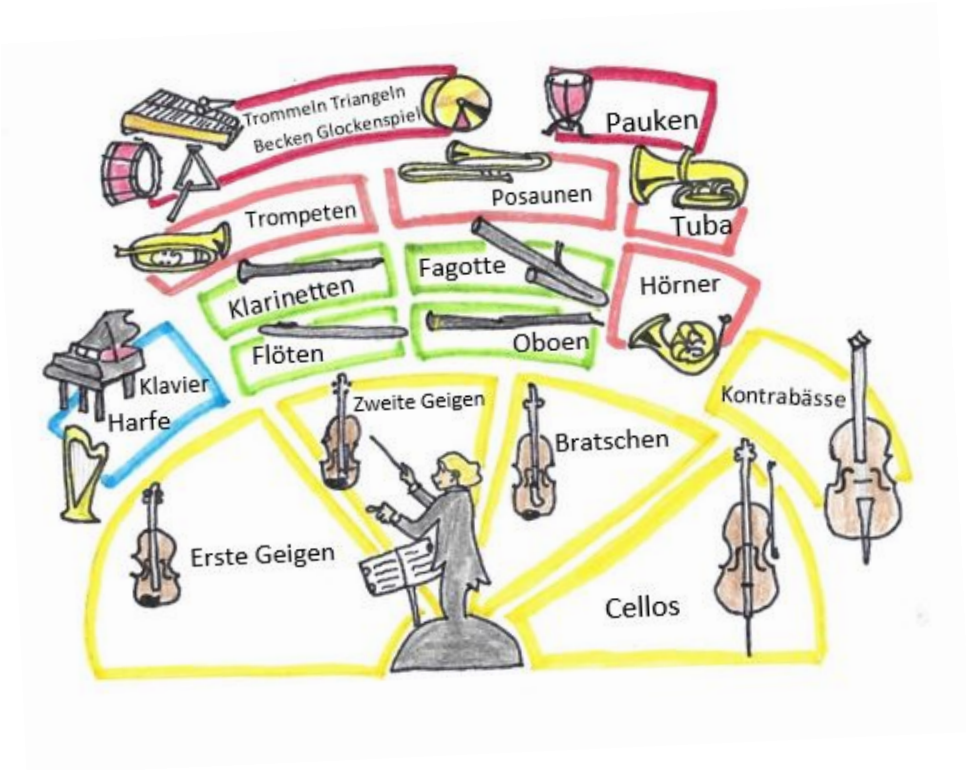 Trommeln Triangeln
Becken Glockenspiel
Pauken
Trompeten
Posaunen
Tuba
Klarinetten
Fagotte
Hörner
Flöten
Oboen
Klavier
Harfe
Zweite Geigen
Bratschen
Kontrabässe
Erste Geigen
Cellos